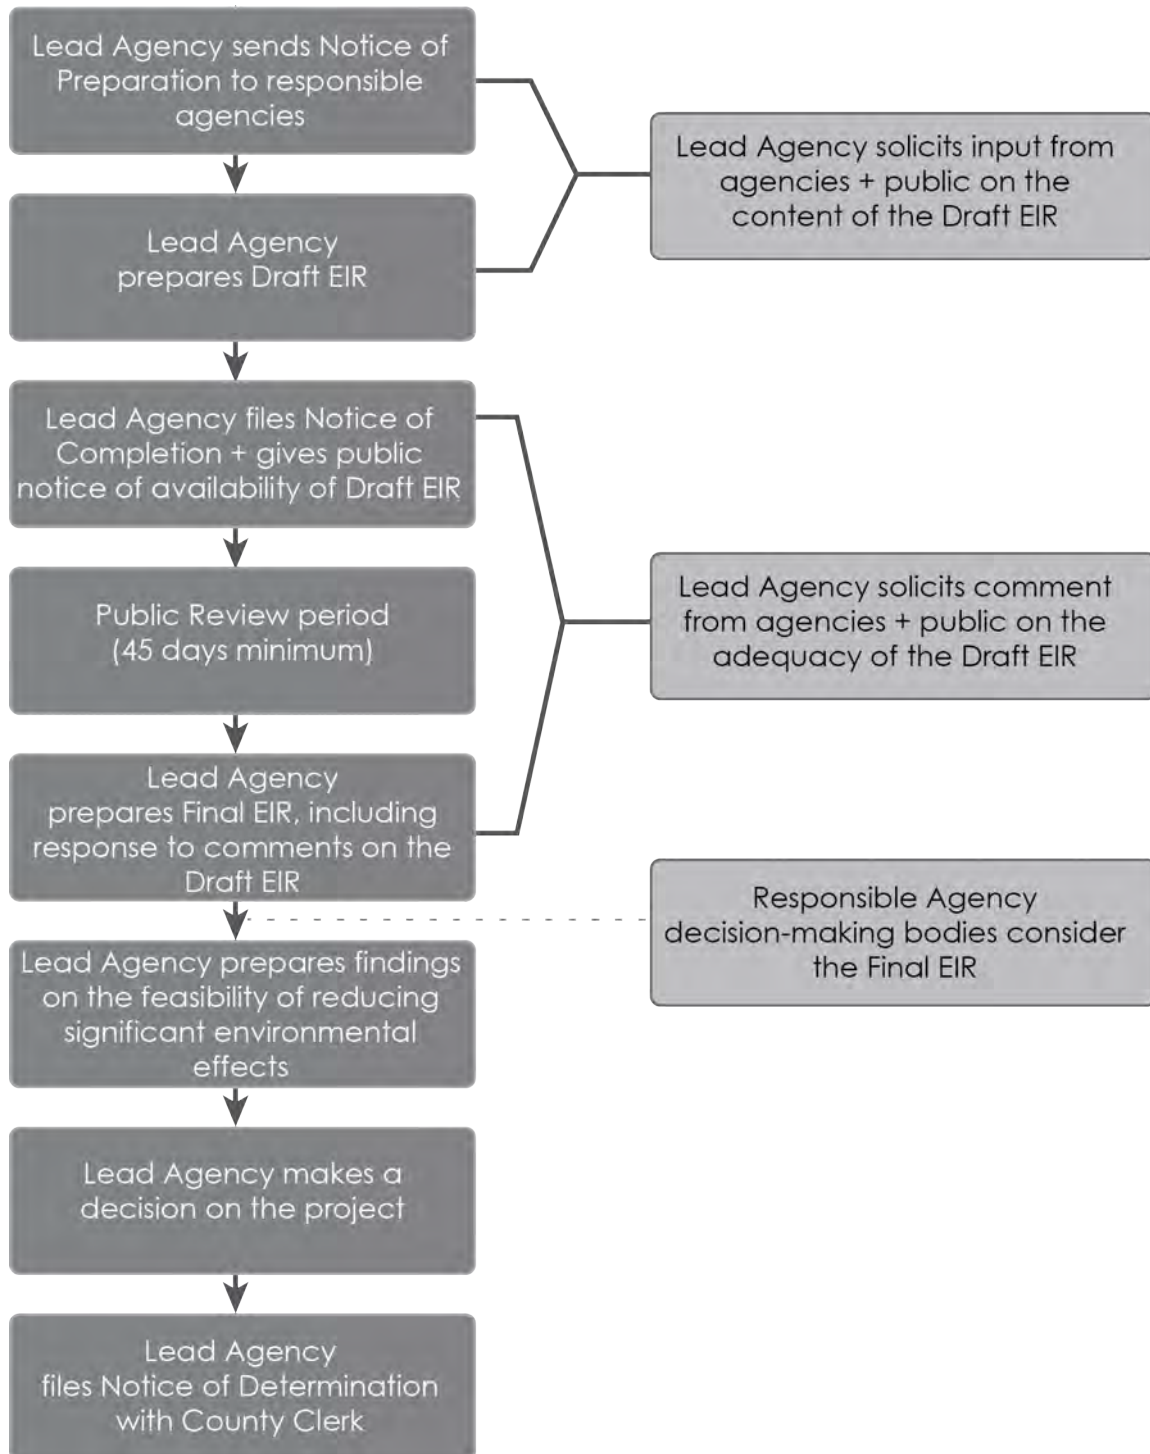 Lead Agency sends Notice of
Preparation to responsible
agencies
Lead Agency solicits input from
agencies + public on the
content of the Draft EIR
Lead Agency
prepares Draft EIR
Lead Agency files Notice of
Completion + gives public
notice of availability of Draft EIR
Public Review period
(45 days minimum)
Lead Agency solicits comment
from agencies + public on the
adequacy of the Draft EIR
Lead Agency
prepares Final EIR, including
response to comments on the
Draft EIR
Responsible Agency
decision-making bodies consider
the Final EIR
Lead Agency prepares findings
on the feasibility of reducing
significant environmental
effects
Lead Agency makes a
decision on the project
Lead Agency
files Notice of Determination
with County Clerk